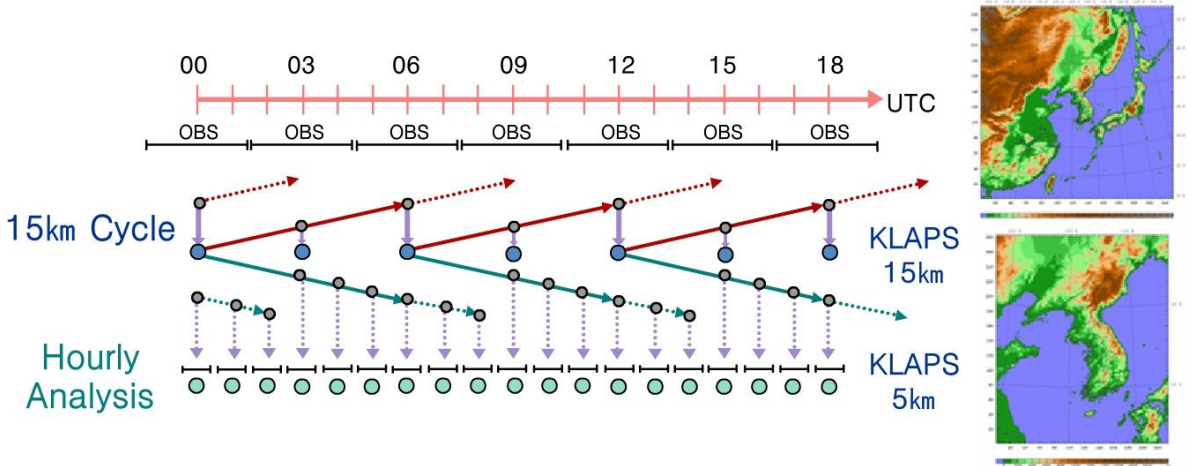 00 03 06 09 12 15 18
UTC
OBS OBS OBS OBS OBS OBS OBS
15km Cycle
KLAPS
15km
Hourly
Analysis
KLAPS
5km